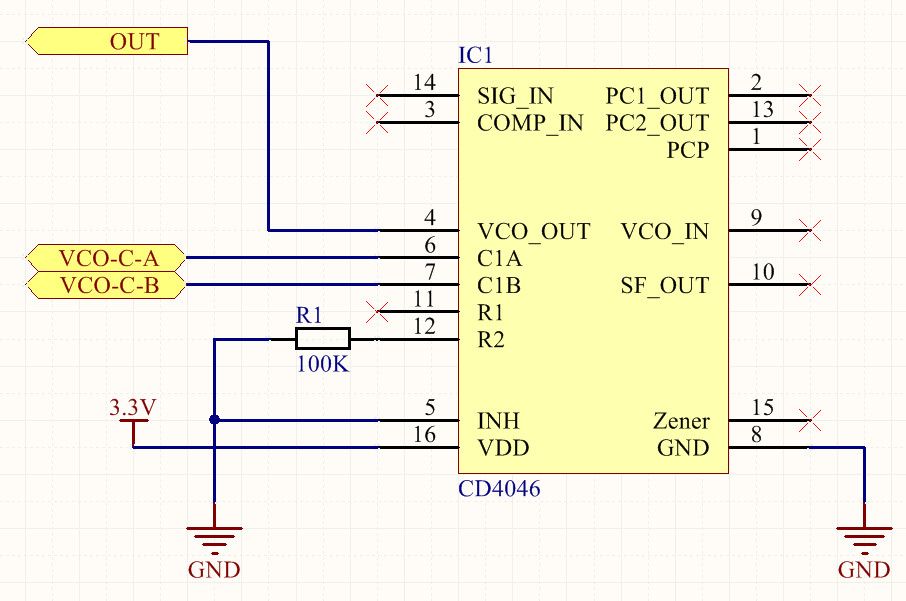 OUT
IC1
14 SIG_IN PC1_OUT 2
3 COMP_IN PC2_OUT 13
PCP 1
4 VCO_OUT VCO_IN 9
VCO-C-A 6 C1A
VCO-C-B 7 C1B SF_OUT 10
11 R1
R1 12 R2
100K
3.3V 5 INH Zener 15
16 VDD GND 8
CD4046
GND GND